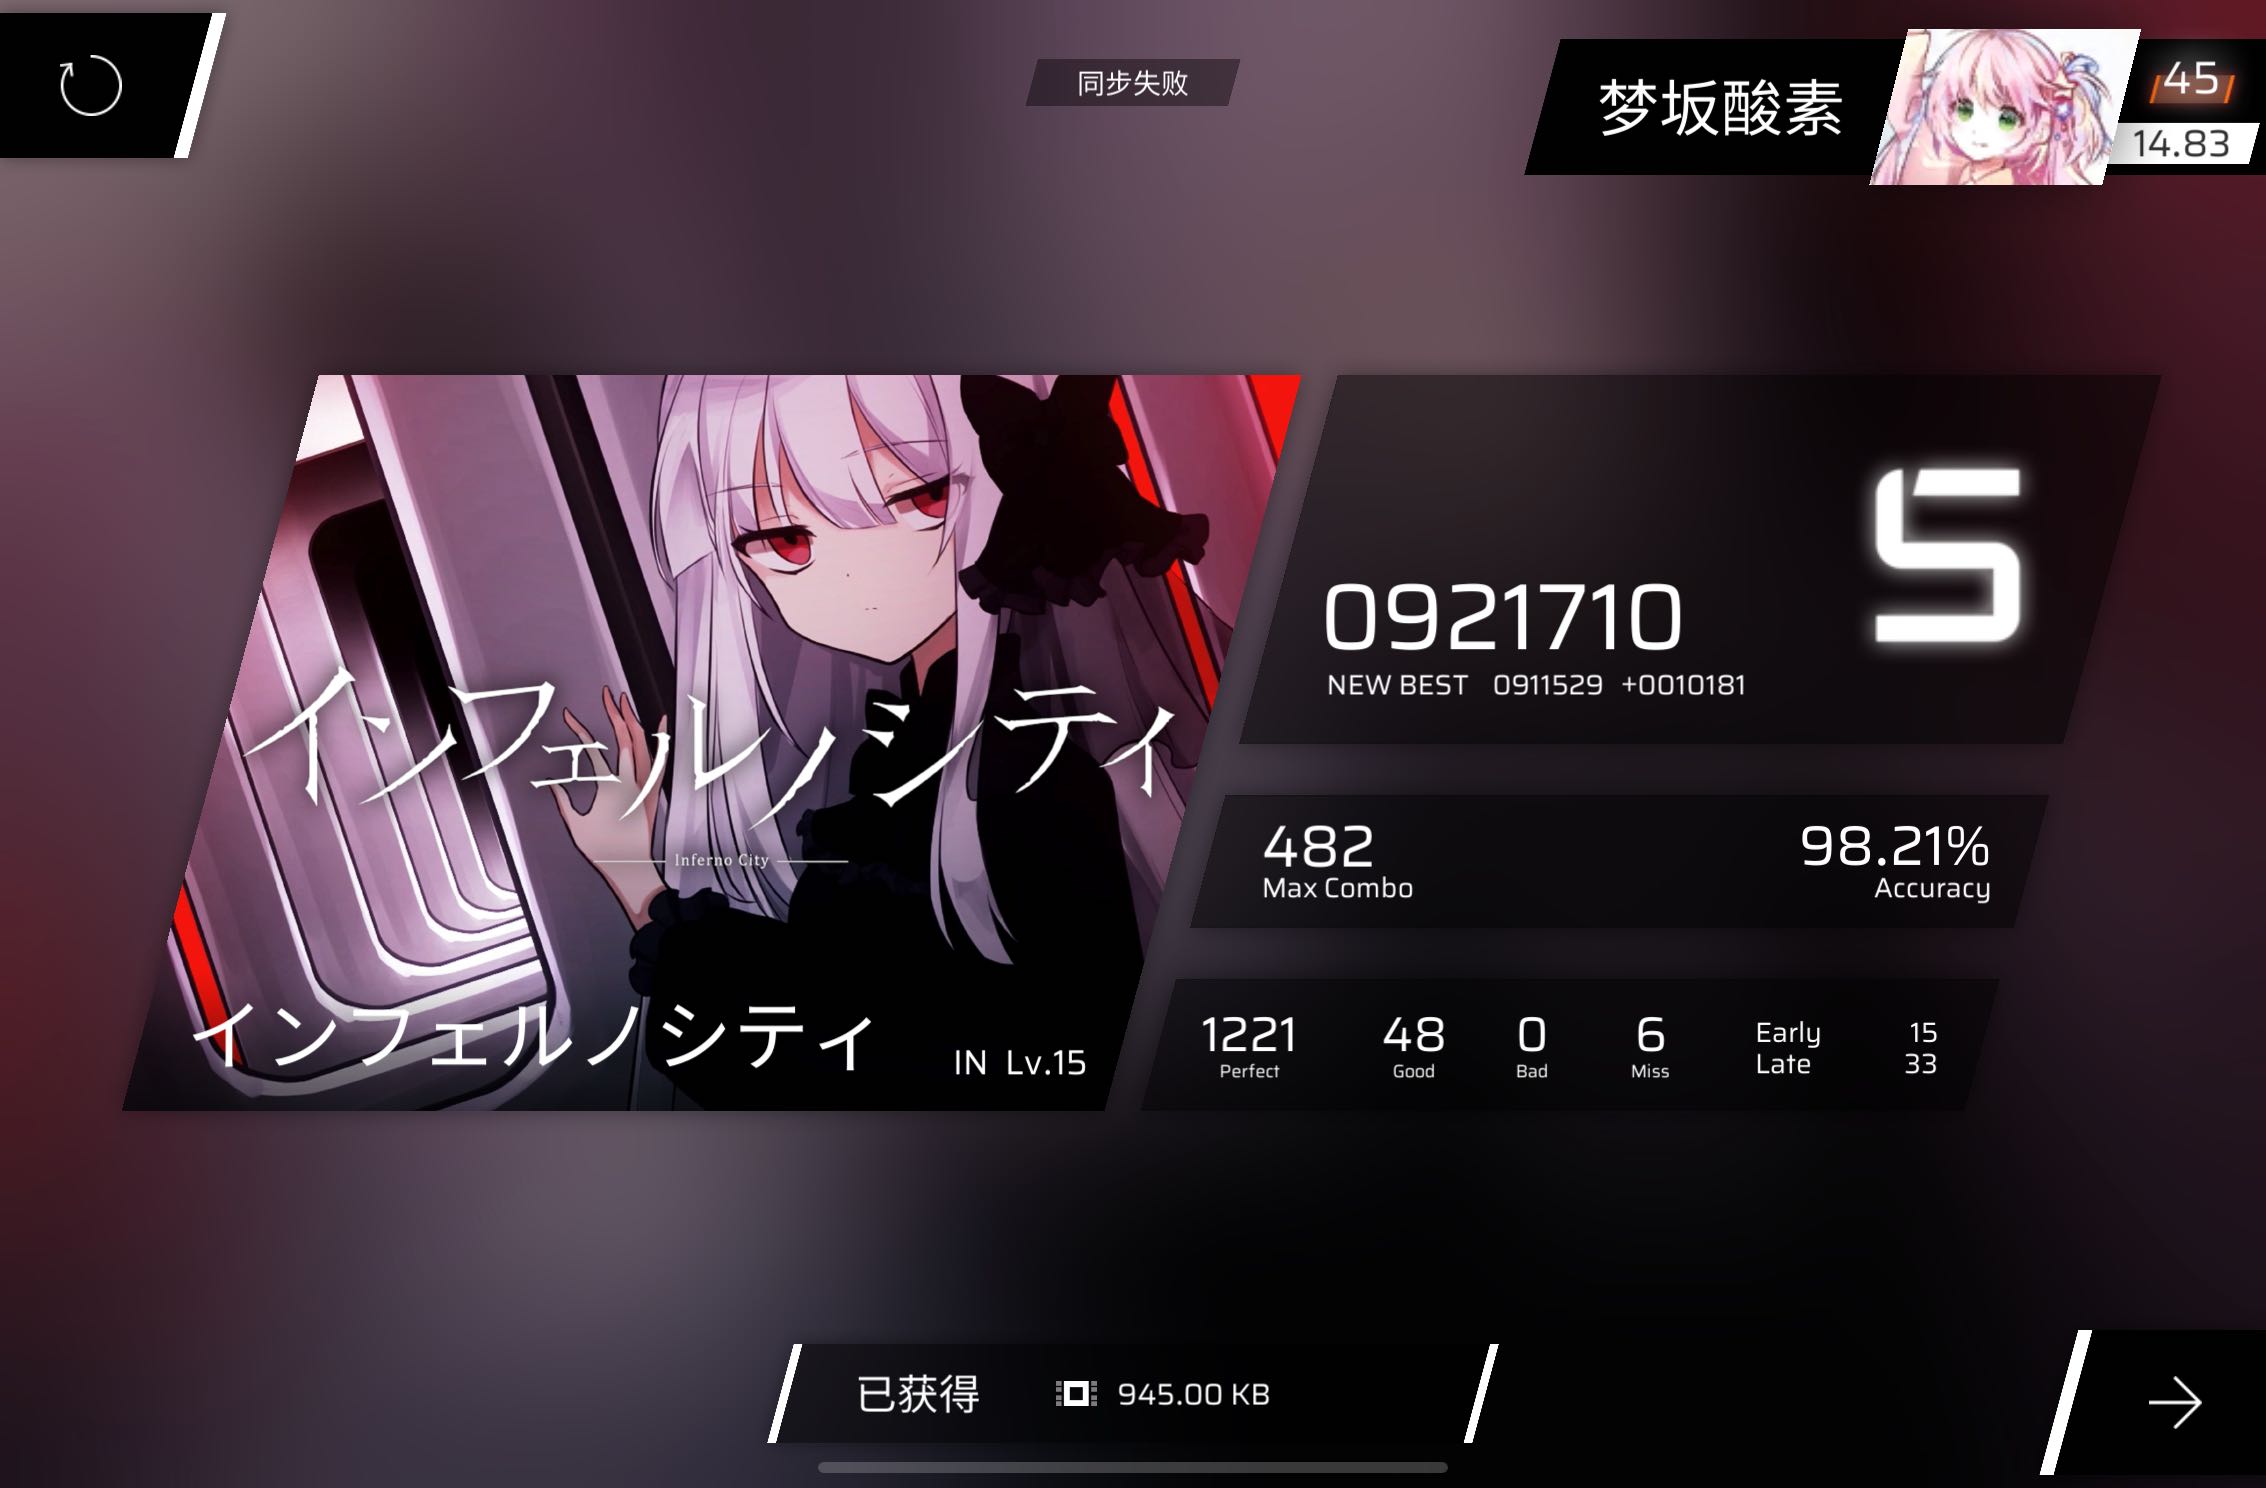 同步失败
梦坂酸素
45
14.83
インフェルノシティ
Inferno City
インフェルノシティ
IN Lv.15
0921710
S
NEW BEST 0911529 +0010181
482
Max Combo
98.21%
Accuracy
1221
Perfect
48
Good
0
Bad
6
Miss
Early 15
Late 33
已获得 945.00 KB